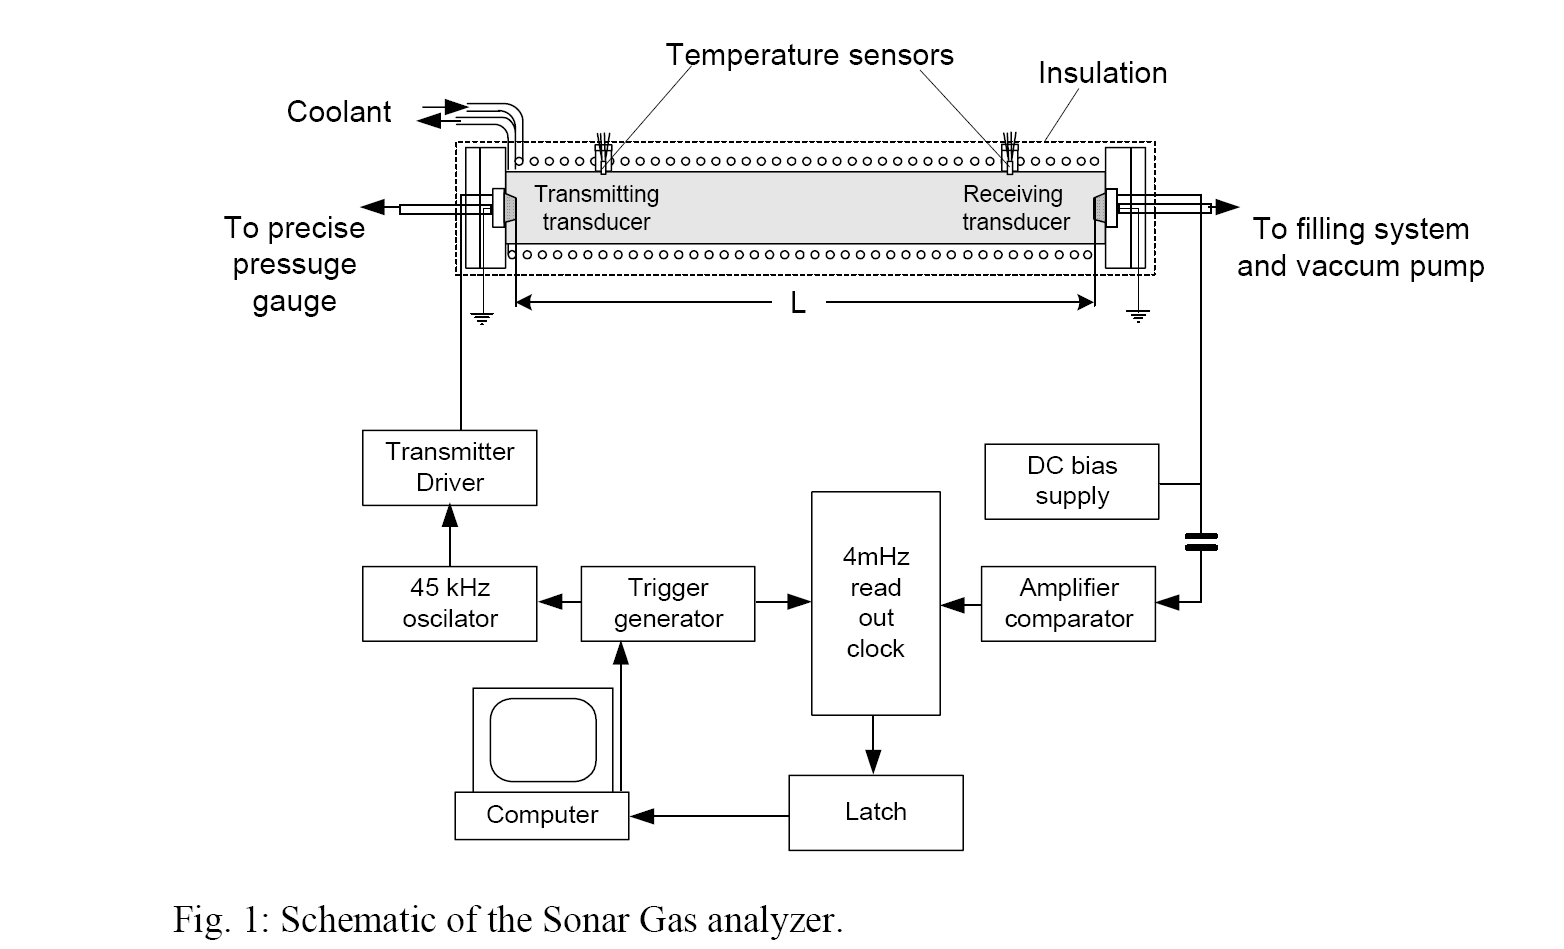 Temperature sensors
Insulation
Coolant
Transmitting
transducer
Receiving
transducer
To precise
pressuge
gauge
To filling system
and vaccum pump
L
Transmitter
Driver
DC bias
supply
45 kHz
oscilator
Trigger
generator
4mHz
read
out
clock
Amplifier
comparator
Computer
Latch
Fig. 1: Schematic of the Sonar Gas analyzer.